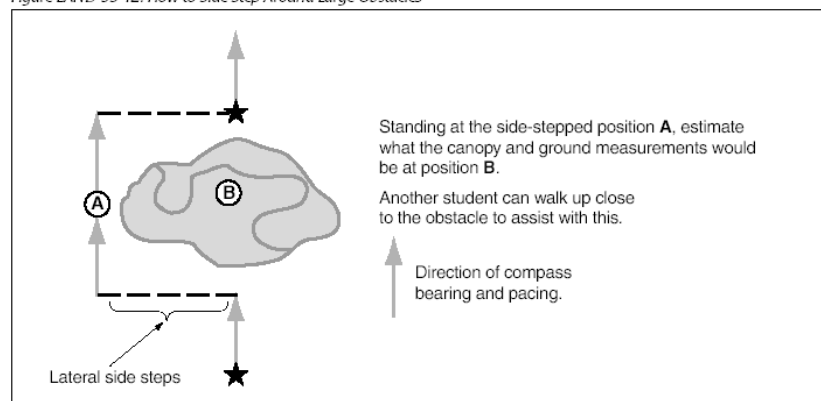 Figure LAND-SS-12: How to Side Step Around Large Obstacles
A
B
Standing at the side-stepped position A, estimate
what the canopy and ground measurements would
be at position B.
Another student can walk up close
to the obstacle to assist with this.
Direction of compass
bearing and pacing.
Lateral side steps